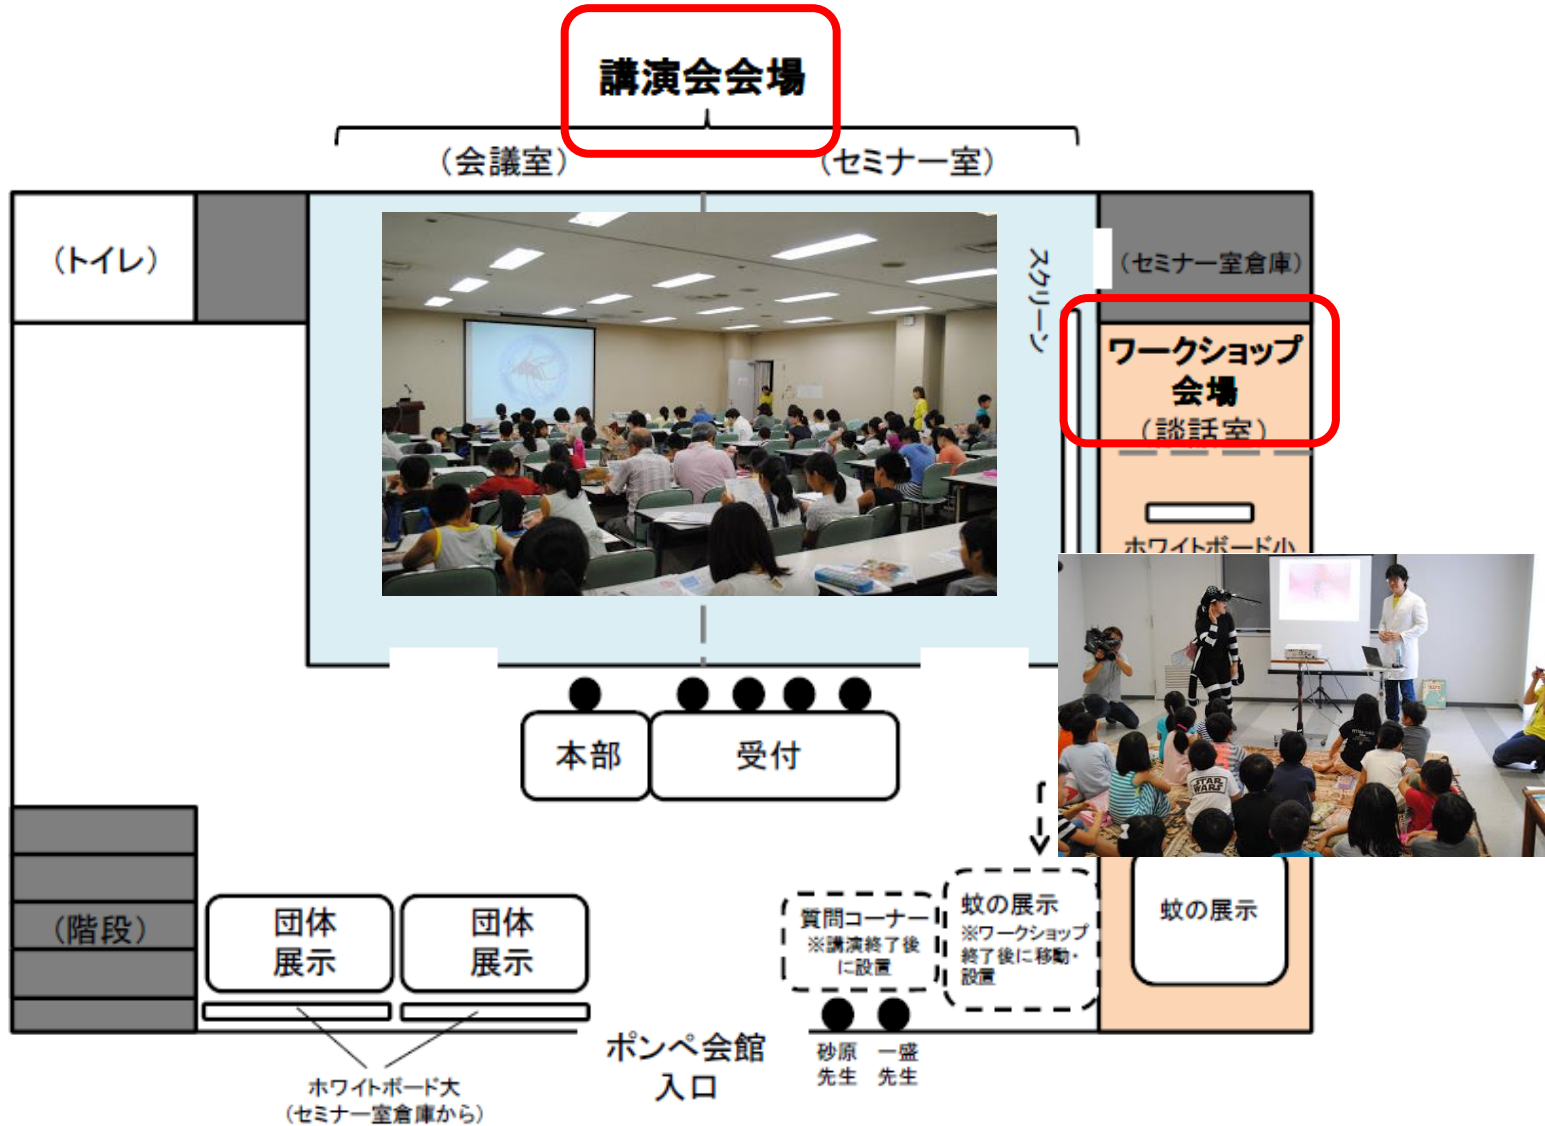 講演会会場
（会議室）
（セミナー室）
（トイレ）
スクリーン
（セミナー室倉庫）
ワークショップ
会場
（談話室）
ホワイトボード小
STAR
WARS
本部
受付
（階段）
団体
展示
団体
展示
質問コーナー
※講演終了後
に設置
蚊の展示
※ワークショップ
終了後に移動・
設置
蚊の展示
砂原
先生
一盛
先生
ポンペ会館
入口
ホワイトボード大
（セミナー室倉庫から）